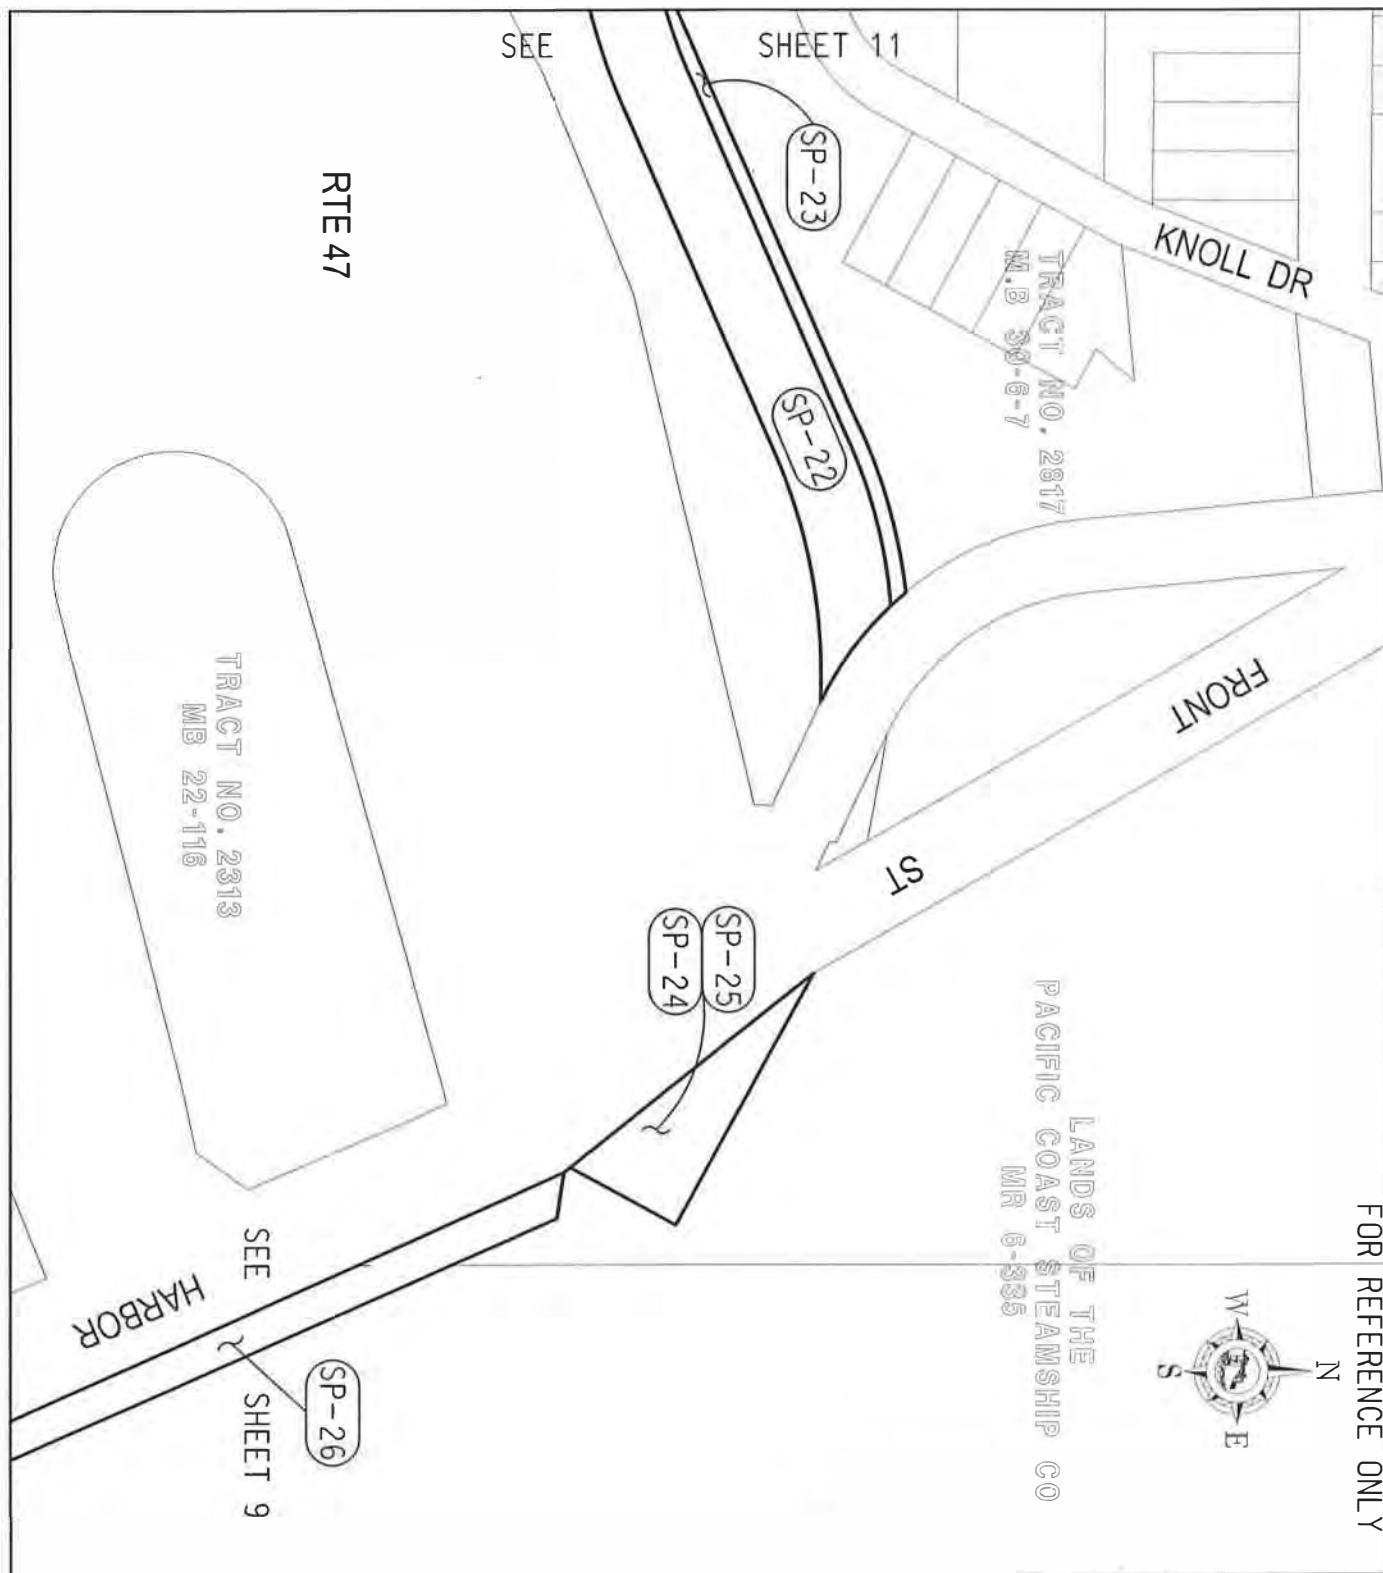 FOR REFERENCE ONLY
N
W
E
S
KNOLL DR
TRACT NO. 2817
M.B 30-6-7
FRONT
ST
LANDS OF THE
PACIFIC COAST STEAMSHIP CO
MR 6-335
SEE
SHEET 11
SP-23
SP-22
SP-25
SP-24
RTE 47
TRACT NO. 2313
MB 22-116
SEE
SHEET 9
HARBOR
SP-26